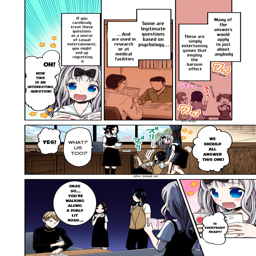 Many of
the answers
would
apply
to just
about
anybody
These are
simply
entertaining
games that
employ
the
barnum
effect
Some are
legitimate
questions
based on
psychology...
...And
are used in
research
or at
medical
facilities
If you
carelessly
treat these
questions
as a source
of casual
entertainment,
you might
end up
regretting
it
OH!
NOW
THIS
IS AN
INTERESTING
QUESTION!
WE
SHOULD
ALL
ANSWER
THIS ONE!
WHAT?
US
TOO?
YES!
IS
EVERYBODY
READY?
OKAY,
SO...
YOU'RE
WALKING
ALONG
A DIMLY
LIT
ROAD...